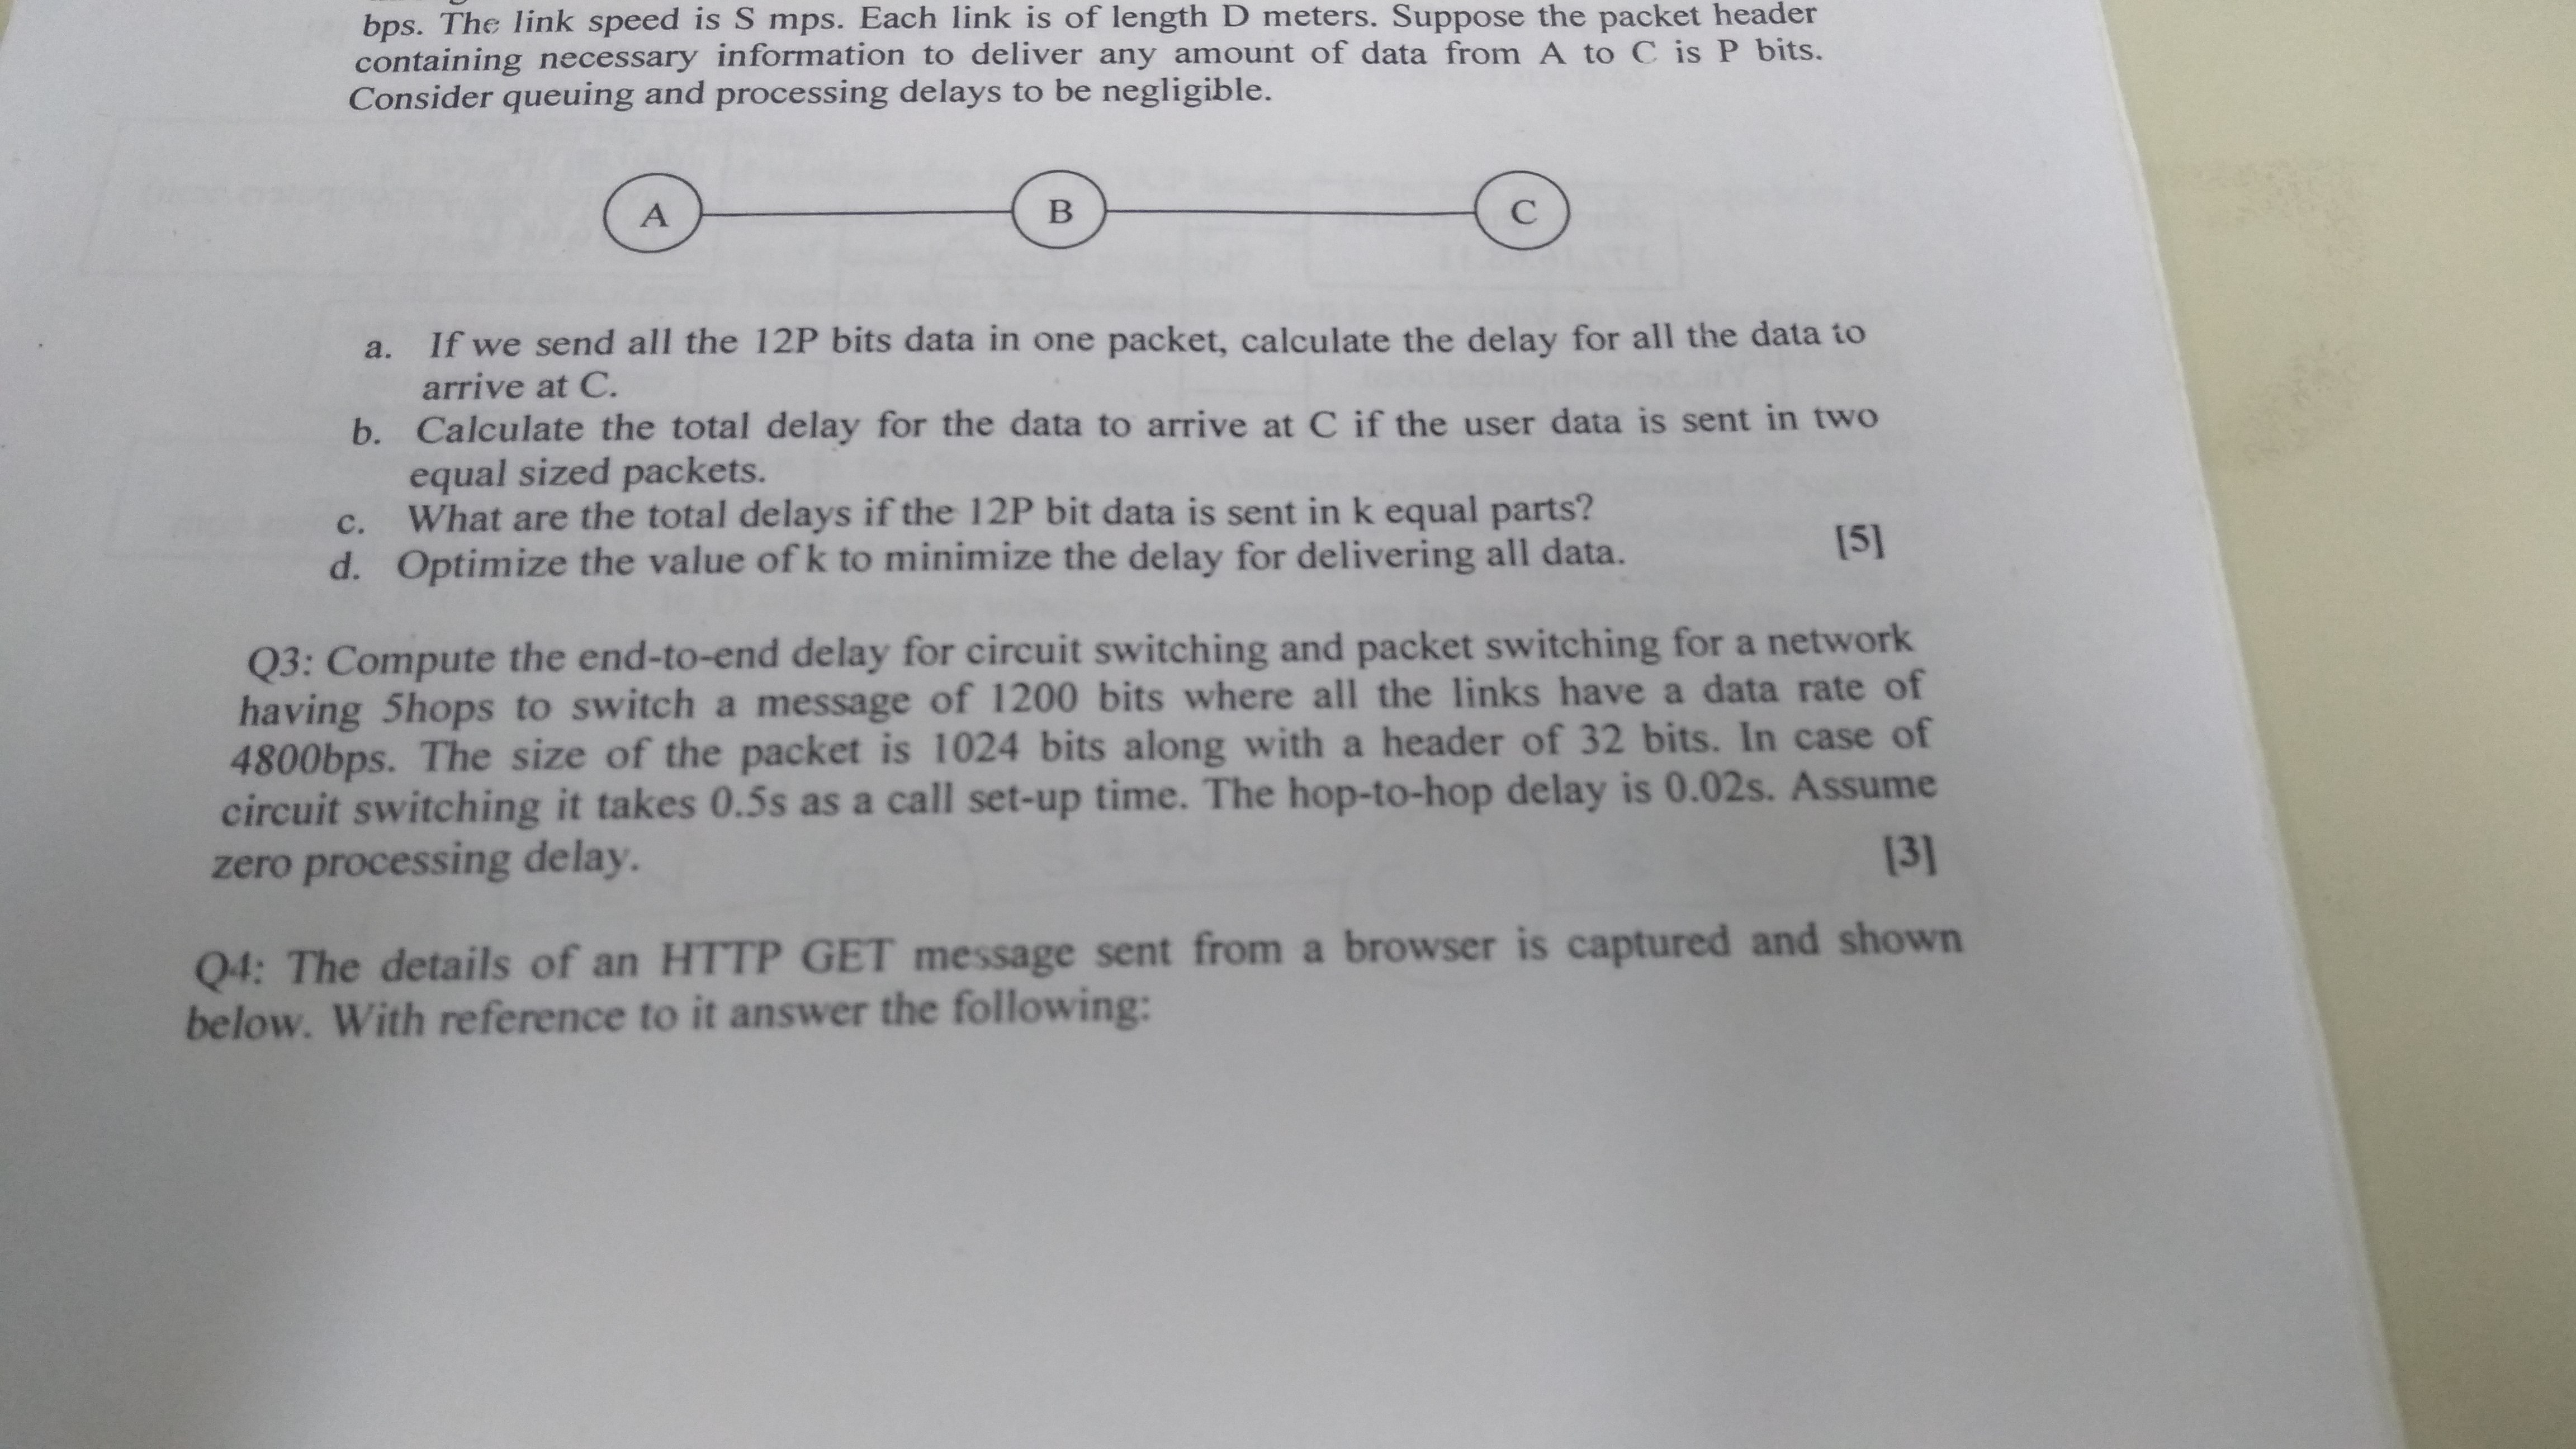 bps. The link speed is S mps. Each link is of length D meters. Suppose the packet header
containing necessary information to deliver any amount of data from A to C is P bits.
Consider queuing and processing delays to be negligible.
A B C
a. If we send all the 12P bits data in one packet, calculate the delay for all the data to
arrive at C.
b. Calculate the total delay for the data to arrive at C if the user data is sent in two
equal sized packets.
c. What are the total delays if the 12P bit data is sent in k equal parts?
d. Optimize the value of k to minimize the delay for delivering all data. [5]
Q3: Compute the end-to-end delay for circuit switching and packet switching for a network
having 5hops to switch a message of 1200 bits where all the links have a data rate of
4800bps. The size of the packet is 1024 bits along with a header of 32 bits. In case of
circuit switching it takes 0.5s as a call set-up time. The hop-to-hop delay is 0.02s. Assume
zero processing delay. [3]
Q4: The details of an HTTP GET message sent from a browser is captured and shown
below. With reference to it answer the following: